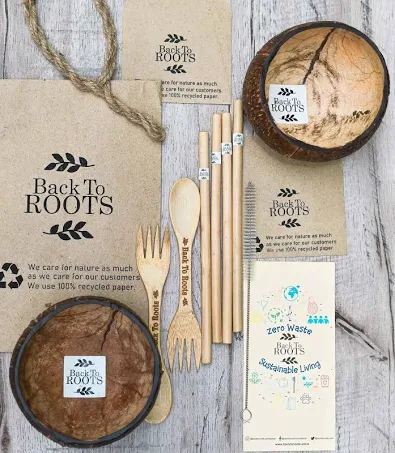 Back To
ROOTS
care for nature as much
we care for our customers
use 100% recycled paper.
Back To
ROOTS
Back To
ROOTS
We care for nature as much
as we care for our customers
We use 100% recycled paper.
Back To
ROOTS
We care for nature as much
as we care for our customers
We use 100% recycled paper.
Back To Roots
Back To Roots
Zero Waste
Back To
ROOTS
Sustainable Living
Back To
ROOTS